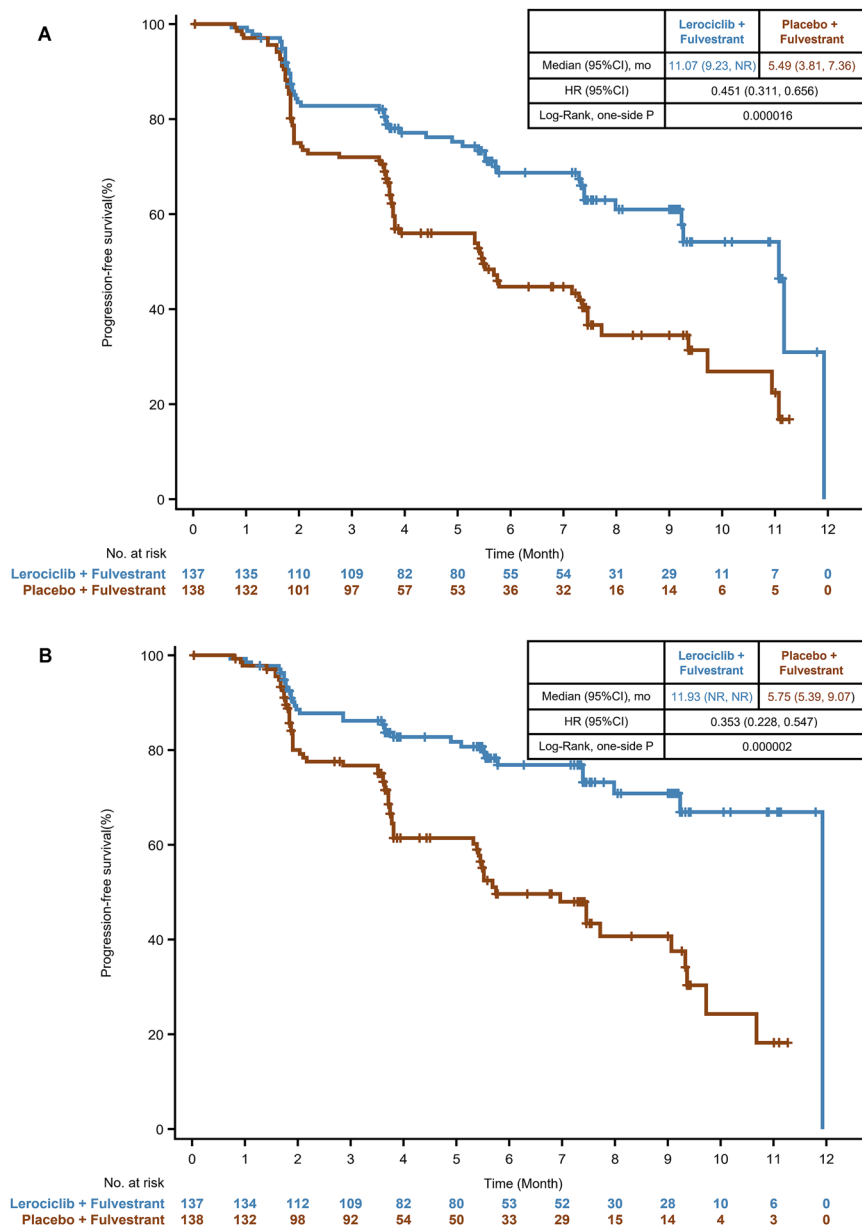 A
Lerociclib + Fulvestrant Placebo + Fulvestrant
Median (95%CI), mo 11.07 (9.23, NR) 5.49 (3.81, 7.36)
HR (95%CI) 0.451 (0.311, 0.656)
Log-Rank, one-side P 0.000016
Progression-free survival(%)
100
80
60
40
20
0
0 1 2 3 4 5 6 7 8 9 10 11 12
No. at risk Time (Month)
Lerociclib + Fulvestrant 137 135 110 109 82 80 55 54 31 29 11 7 0
Placebo + Fulvestrant 138 132 101 97 57 53 36 32 16 14 6 5 0
B
Lerociclib + Fulvestrant Placebo + Fulvestrant
Median (95%CI), mo 11.93 (NR, NR) 5.75 (5.39, 9.07)
HR (95%CI) 0.353 (0.228, 0.547)
Log-Rank, one-side P 0.000002
Progression-free survival(%)
100
80
60
40
20
0
0 1 2 3 4 5 6 7 8 9 10 11 12
No. at risk Time (Month)
Lerociclib + Fulvestrant 137 134 112 109 82 80 53 52 30 28 10 6 0
Placebo + Fulvestrant 138 132 98 92 54 50 33 29 15 14 4 3 0